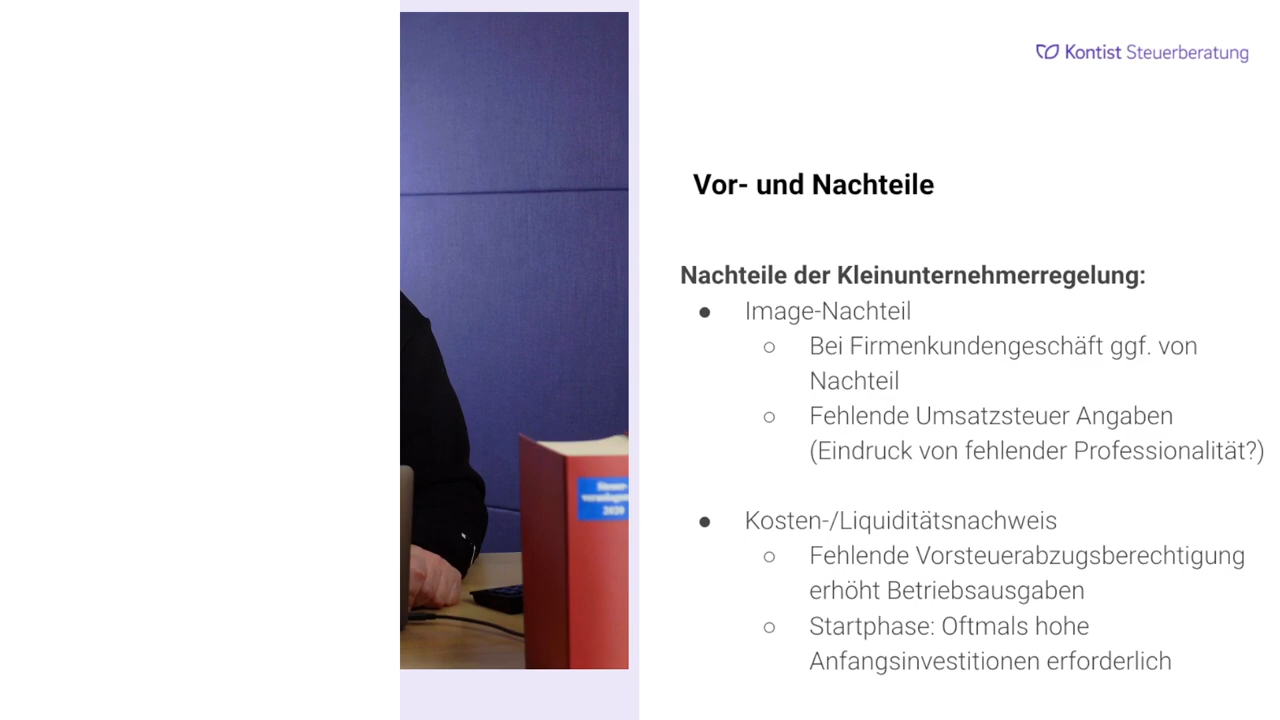 Kontist Steuerberatung
Vor- und Nachteile
Nachteile der Kleinunternehmerregelung:
● Image-Nachteil
○ Bei Firmenkundengeschäft ggf. von
Nachteil
○ Fehlende Umsatzsteuer Angaben
(Eindruck von fehlender Professionalität?)
● Kosten-/Liquiditätsnachweis
○ Fehlende Vorsteuerabzugsberechtigung
erhöht Betriebsausgaben
○ Startphase: Oftmals hohe
Anfangsinvestitionen erforderlich
Steuer-
2020